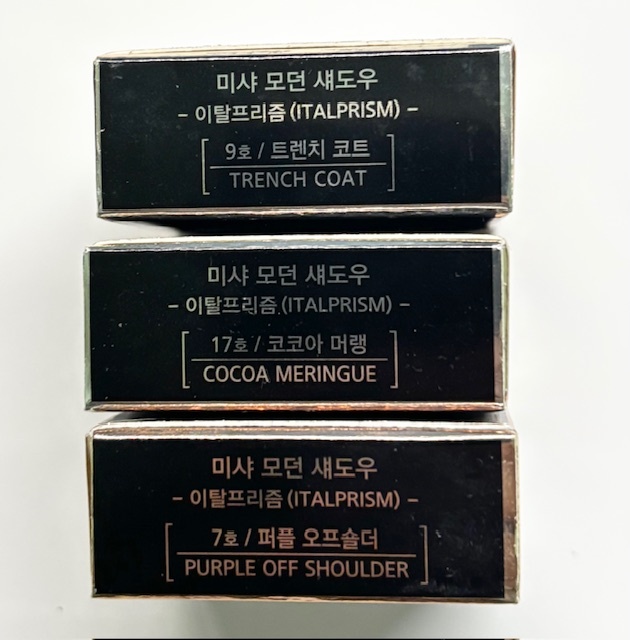 미샤 모던 섀도우
– 이탈프리즘 (ITALPRISM) –
9호 / 트렌치 코트
TRENCH COAT
미샤 모던 섀도우
– 이탈프리즘 (ITALPRISM) –
17호 / 코코아 머랭
COCOA MERINGUE
미샤 모던 섀도우
– 이탈프리즘 (ITALPRISM) –
7호 / 퍼플 오프숄더
PURPLE OFF SHOULDER